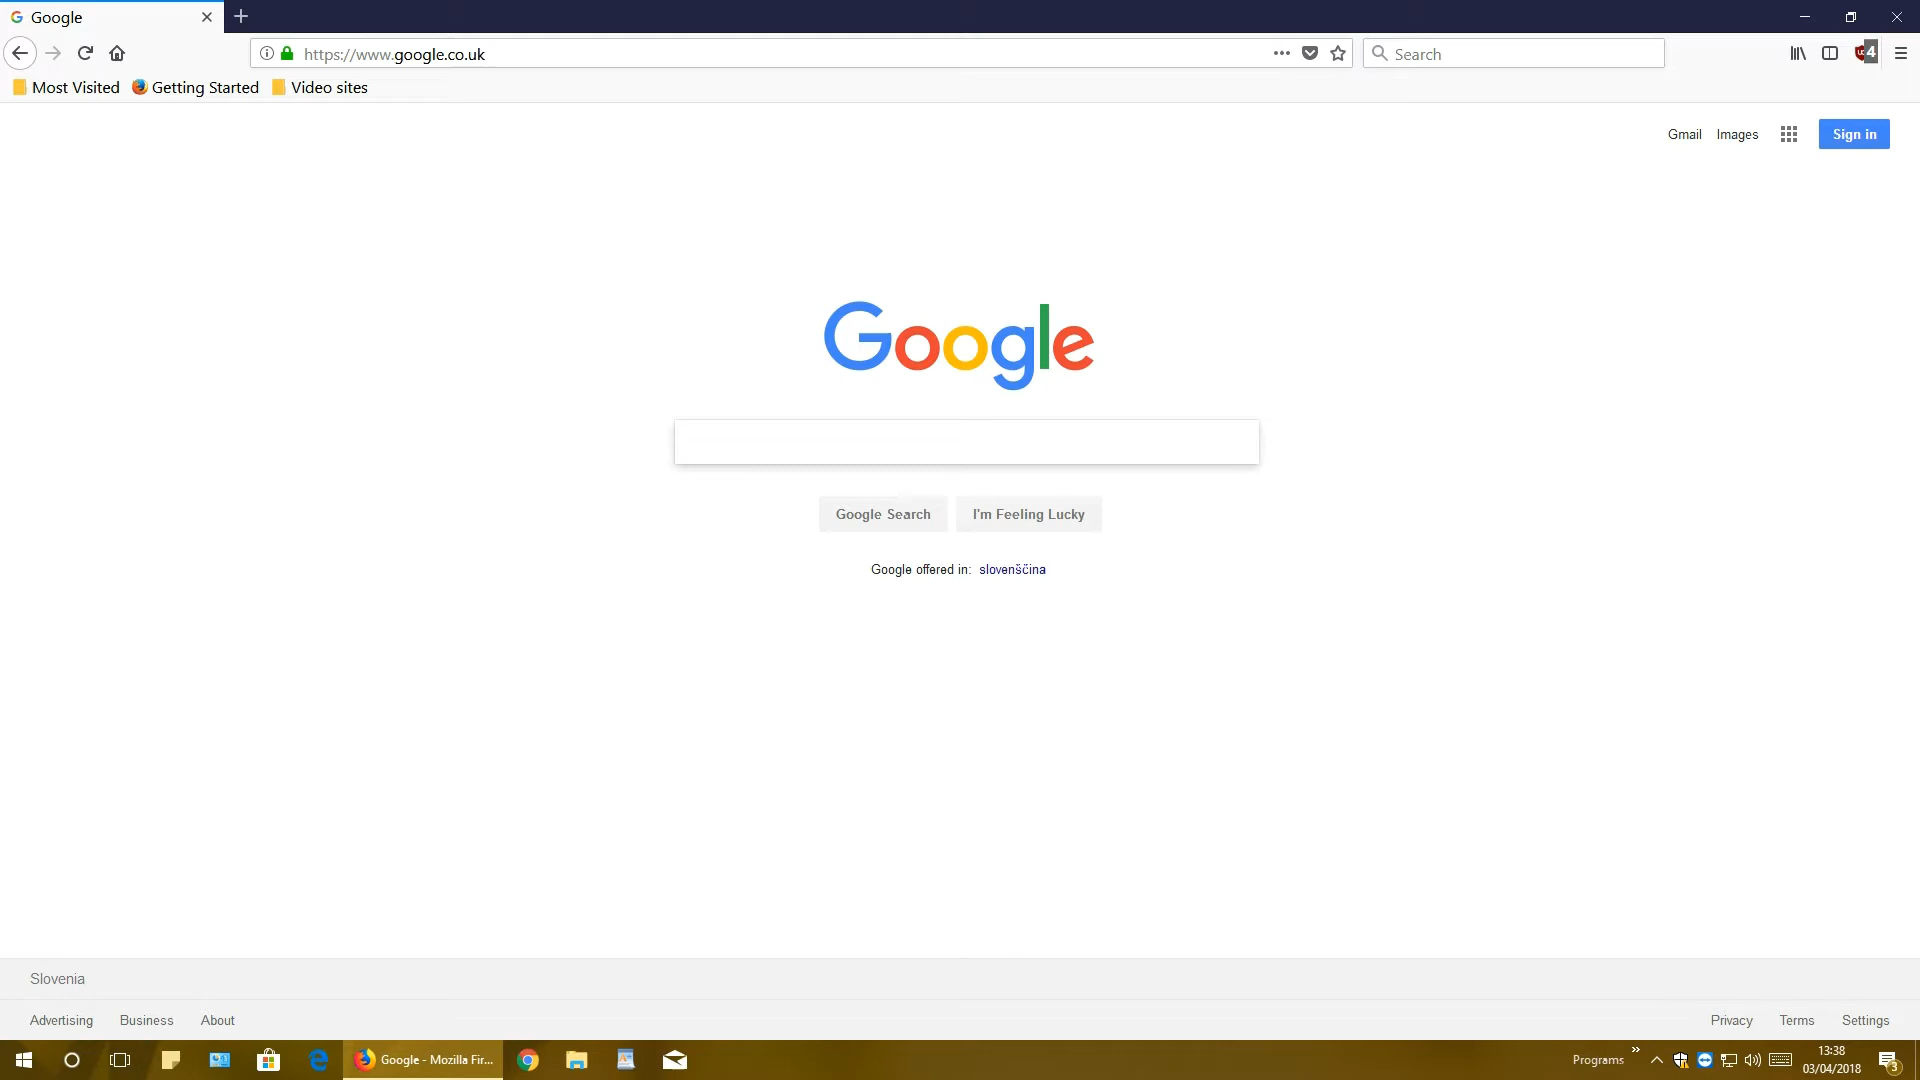 Google
https://www.google.co.uk
Search
4
Most Visited
Getting Started
Video sites
Gmail
Images
Sign in
Google
Google Search
I'm Feeling Lucky
Google offered in: slovenščina
Slovenia
Advertising
Business
About
Privacy
Terms
Settings
Google - Mozilla Fir...
Programs
13:38
03/04/2018
3